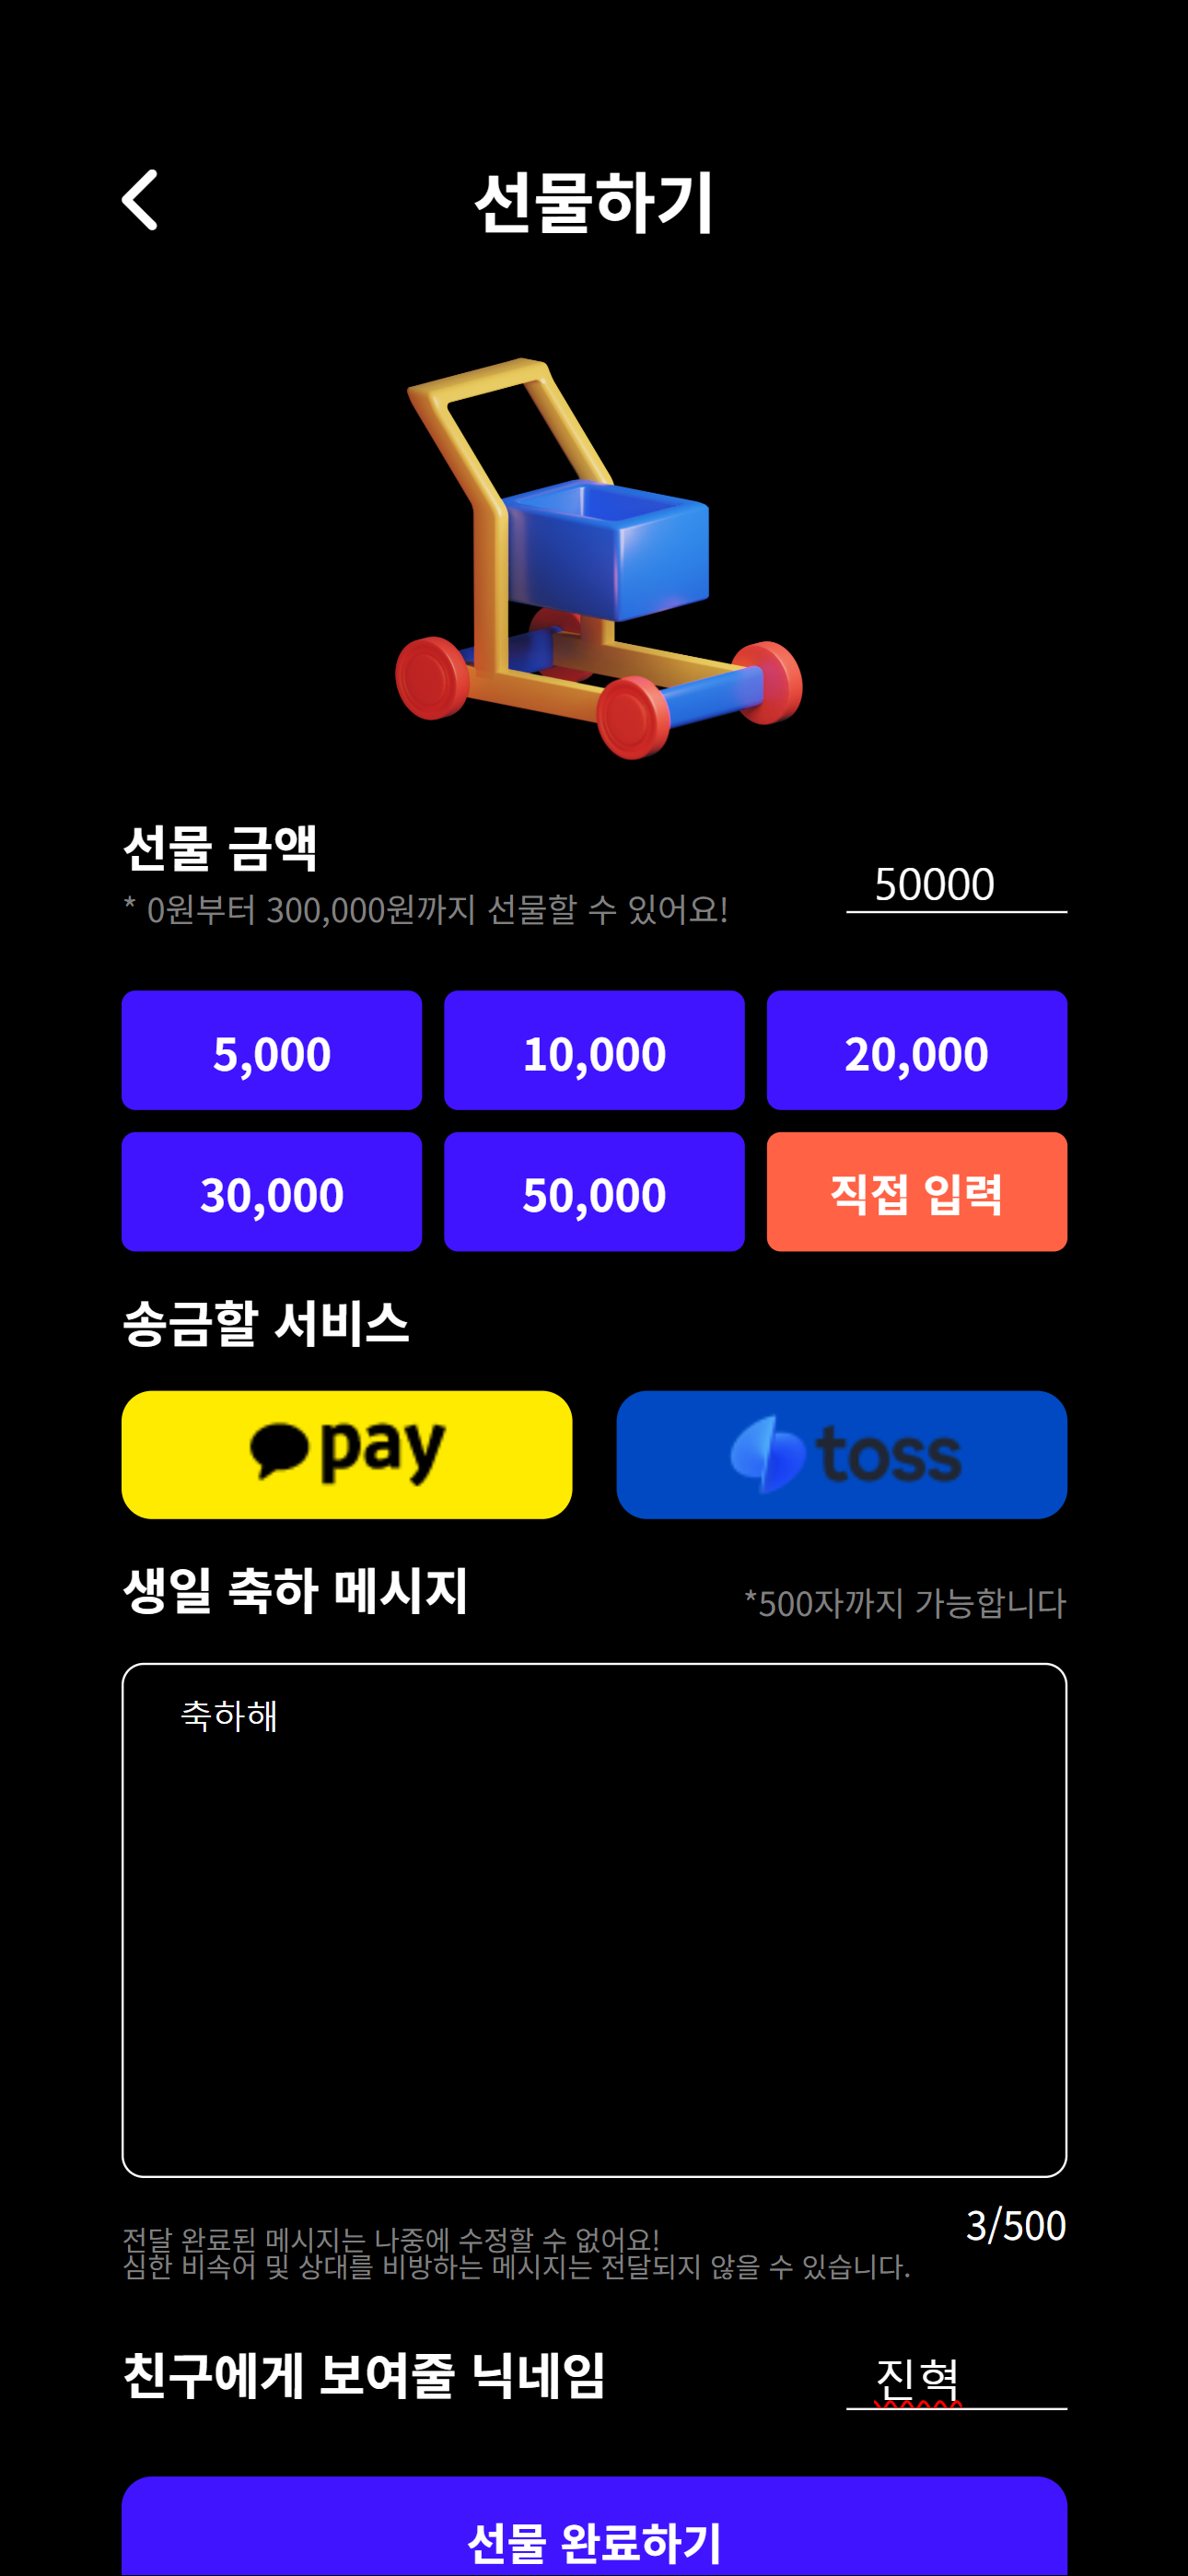 선물하기
선물 금액
50000
* 0원부터 300,000원까지 선물할 수 있어요!
5,000
10,000
20,000
30,000
50,000
직접 입력
송금할 서비스
pay
toss
생일 축하 메시지
*500자까지 가능합니다
축하해
3/500
전달 완료된 메시지는 나중에 수정할 수 없어요!
심한 비속어 및 상대를 비방하는 메시지는 전달되지 않을 수 있습니다.
친구에게 보여줄 닉네임
진혁
선물 완료하기